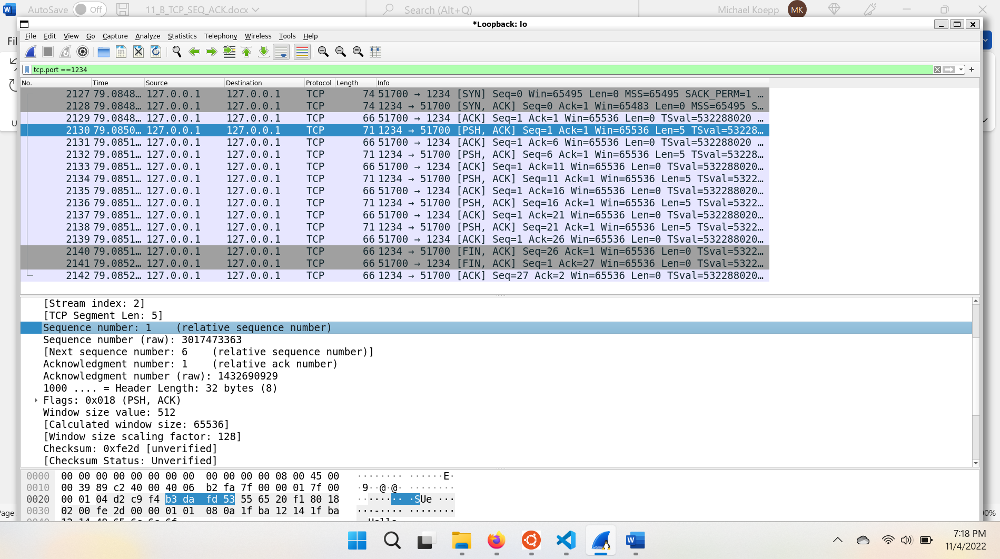 AutoSave Off 11_B_TCP_SEQ_ACK.docx Search (Alt+Q) Michael Koepp MK
*Loopback: lo
Fil
File Edit View Go Capture Analyze Statistics Telephony Wireless Tools Help
tcp.port ==1234
No. Time Source Destination Protocol Length Info
2127 79.0848… 127.0.0.1 127.0.0.1 TCP 74 51700 → 1234 [SYN] Seq=0 Win=65495 Len=0 MSS=65495 SACK_PERM=1 …
2128 79.0848… 127.0.0.1 127.0.0.1 TCP 74 1234 → 51700 [SYN, ACK] Seq=0 Ack=1 Win=65483 Len=0 MSS=65495 S…
2129 79.0848… 127.0.0.1 127.0.0.1 TCP 66 51700 → 1234 [ACK] Seq=1 Ack=1 Win=65536 Len=0 TSval=532288020 …
2130 79.0850… 127.0.0.1 127.0.0.1 TCP 71 1234 → 51700 [PSH, ACK] Seq=1 Ack=1 Win=65536 Len=5 TSval=53228…
2131 79.0851… 127.0.0.1 127.0.0.1 TCP 66 51700 → 1234 [ACK] Seq=1 Ack=6 Win=65536 Len=0 TSval=532288020 …
2132 79.0851… 127.0.0.1 127.0.0.1 TCP 71 1234 → 51700 [PSH, ACK] Seq=6 Ack=1 Win=65536 Len=5 TSval=53228…
2133 79.0851… 127.0.0.1 127.0.0.1 TCP 66 51700 → 1234 [ACK] Seq=1 Ack=11 Win=65536 Len=0 TSval=532288020…
2134 79.0851… 127.0.0.1 127.0.0.1 TCP 71 1234 → 51700 [PSH, ACK] Seq=11 Ack=1 Win=65536 Len=5 TSval=5322…
2135 79.0851… 127.0.0.1 127.0.0.1 TCP 66 51700 → 1234 [ACK] Seq=1 Ack=16 Win=65536 Len=0 TSval=532288020…
2136 79.0851… 127.0.0.1 127.0.0.1 TCP 71 1234 → 51700 [PSH, ACK] Seq=16 Ack=1 Win=65536 Len=5 TSval=5322…
2137 79.0851… 127.0.0.1 127.0.0.1 TCP 66 51700 → 1234 [ACK] Seq=1 Ack=21 Win=65536 Len=0 TSval=532288020…
2138 79.0851… 127.0.0.1 127.0.0.1 TCP 71 1234 → 51700 [PSH, ACK] Seq=21 Ack=1 Win=65536 Len=5 TSval=5322…
2139 79.0851… 127.0.0.1 127.0.0.1 TCP 66 51700 → 1234 [ACK] Seq=1 Ack=26 Win=65536 Len=0 TSval=532288020…
2140 79.0851… 127.0.0.1 127.0.0.1 TCP 66 1234 → 51700 [FIN, ACK] Seq=26 Ack=1 Win=65536 Len=0 TSval=5322…
2141 79.0852… 127.0.0.1 127.0.0.1 TCP 66 51700 → 1234 [FIN, ACK] Seq=1 Ack=27 Win=65536 Len=0 TSval=5322…
2142 79.0852… 127.0.0.1 127.0.0.1 TCP 66 1234 → 51700 [ACK] Seq=27 Ack=2 Win=65536 Len=0 TSval=532288020…
[Stream index: 2]
[TCP Segment Len: 5]
Sequence number: 1 (relative sequence number)
Sequence number (raw): 3017473363
[Next sequence number: 6 (relative sequence number)]
Acknowledgment number: 1 (relative ack number)
Acknowledgment number (raw): 1432690929
1000 .... = Header Length: 32 bytes (8)
Flags: 0x018 (PSH, ACK)
Window size value: 512
[Calculated window size: 65536]
[Window size scaling factor: 128]
Checksum: 0xfe2d [unverified]
[Checksum Status: Unverified]
0000 00 00 00 00 00 00 00 00 00 00 00 00 08 00 45 00 ········ ······E·
0010 00 39 89 c2 40 00 40 06 b2 fa 7f 00 00 01 7f 00 ·9··@·@· ········
0020 00 01 04 d2 c9 f4 b3 da fd 53 55 65 20 f1 80 18 ········ ·SUe ···
0030 02 00 fe 2d 00 00 01 01 08 0a 1f ba 12 14 1f ba ···-···· ········
0040 12 14 48 65 6c 6c 6f ··Hello
Page
00%
7:18 PM
11/4/2022